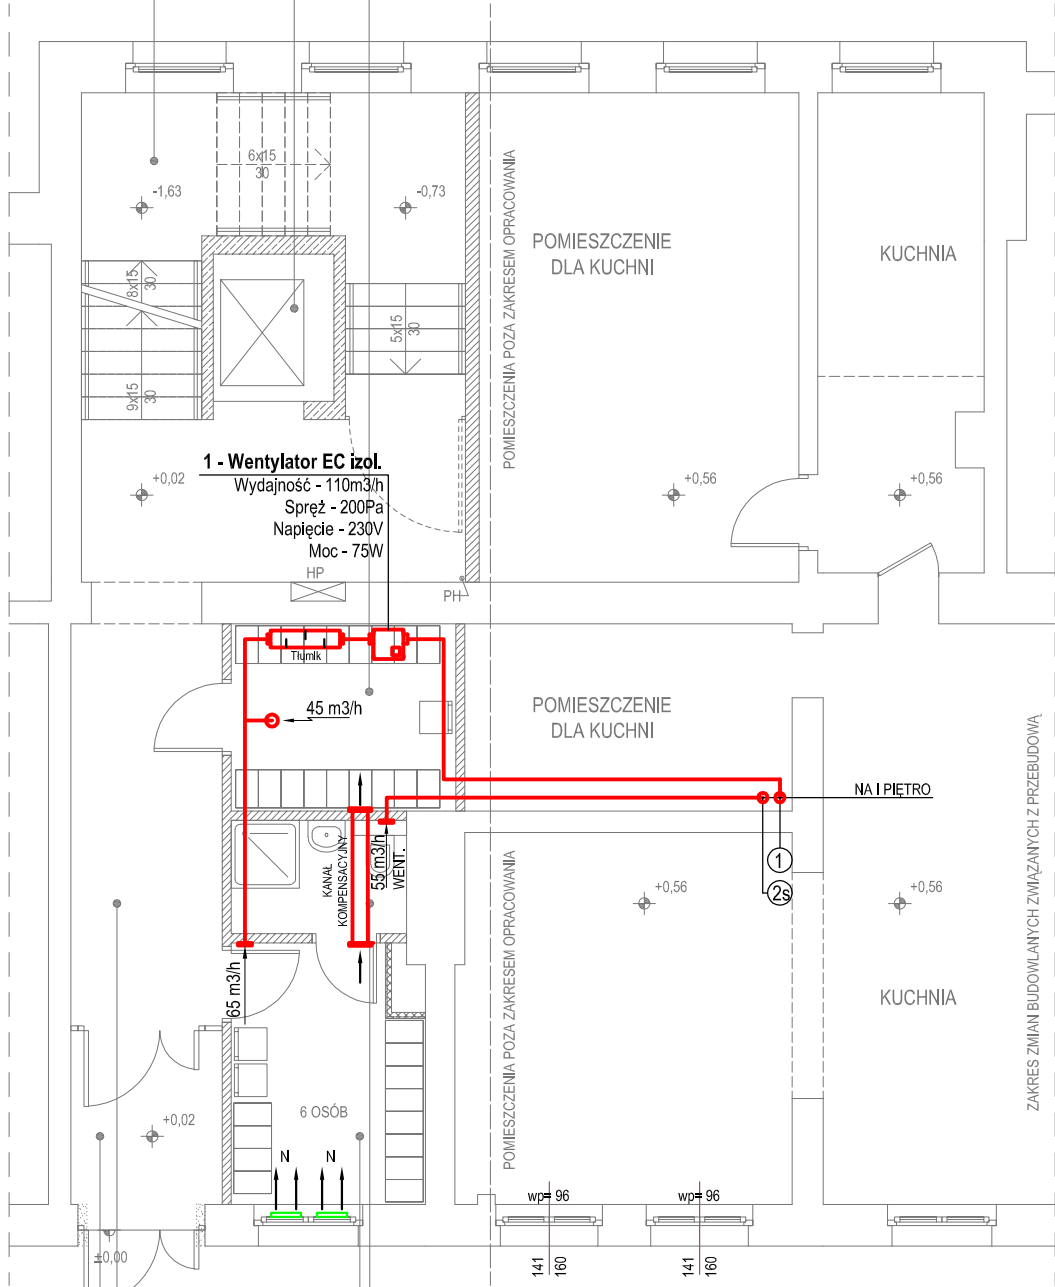 6x15
30
-1,63
-0,73
POMIESZCZENIA POZA ZAKRESEM OPRACOWANIA
POMIESZCZENIE
DLA KUCHNI
KUCHNIA
8x15
30
5x15
30
9x15
30
1 - Wentylator EC izol.
Wydajność - 110m3/h
Spręż - 200Pa
Napięcie - 230V
Moc - 75W
+0,02
+0,56
+0,56
HP
PH
Tłumik
45 m3/h
POMIESZCZENIE
DLA KUCHNI
NA I PIĘTRO
KANAŁ
KOMPENSACYJNY
55 m3/h
WENT.
1
2s
+0,56
+0,56
65 m3/h
POMIESZCZENIA POZA ZAKRESEM OPRACOWANIA
KUCHNIA
ZAKRES ZMIAN BUDOWLANYCH ZWIĄZANYCH Z PRZEBUDOWĄ
6 OSÓB
+0,02
N
N
wp= 96
wp= 96
±0,00
141
160
141
160